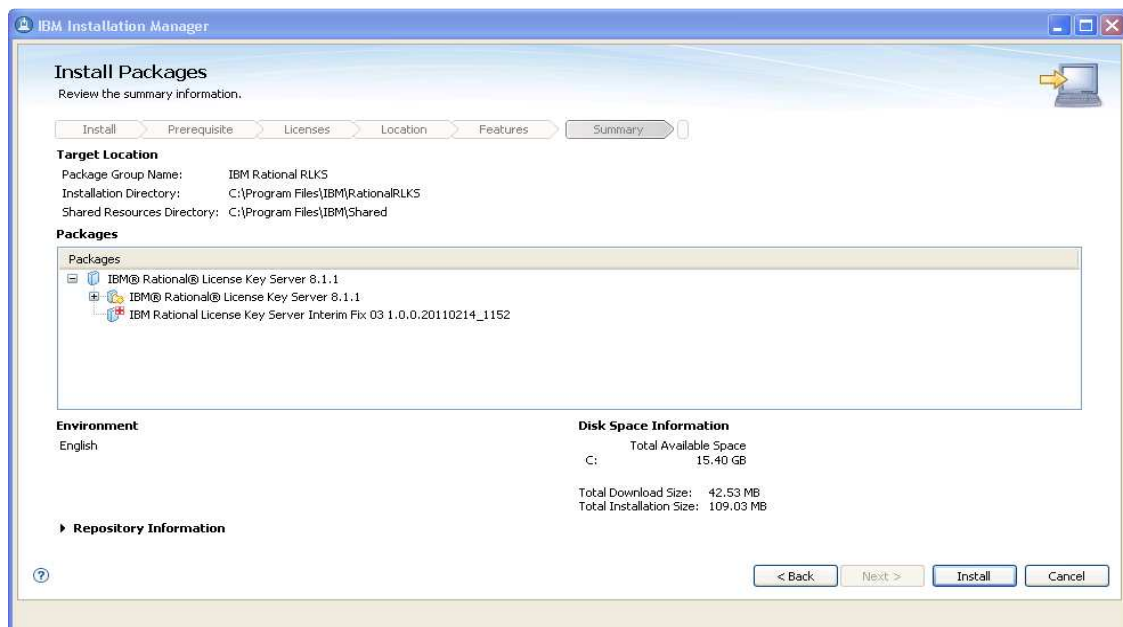 IBM Installation Manager
Install Packages
Review the summary information.
Install Prerequisite Licenses Location Features Summary
Target Location
Package Group Name: IBM Rational RLKS
Installation Directory: C:\Program Files\IBM\RationalRLKS
Shared Resources Directory: C:\Program Files\IBM\Shared
Packages
Packages
IBM® Rational® License Key Server 8.1.1
IBM® Rational® License Key Server 8.1.1
IBM Rational License Key Server Interim Fix 03 1.0.0.20110214_1152
Environment
English
Disk Space Information
Total Available Space
C: 15.40 GB
Total Download Size: 42.53 MB
Total Installation Size: 109.03 MB
Repository Information
? < Back Next > Install Cancel